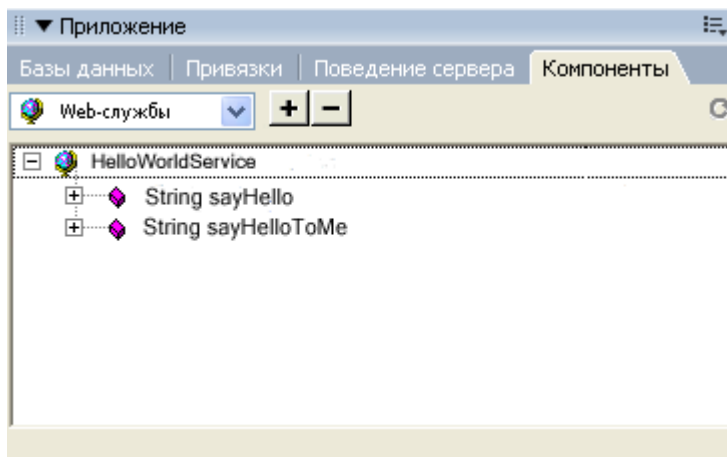 Приложение
Базы данных Привязки Поведение сервера Компоненты
Web-службы
HelloWorldService
String sayHello
String sayHelloToMe